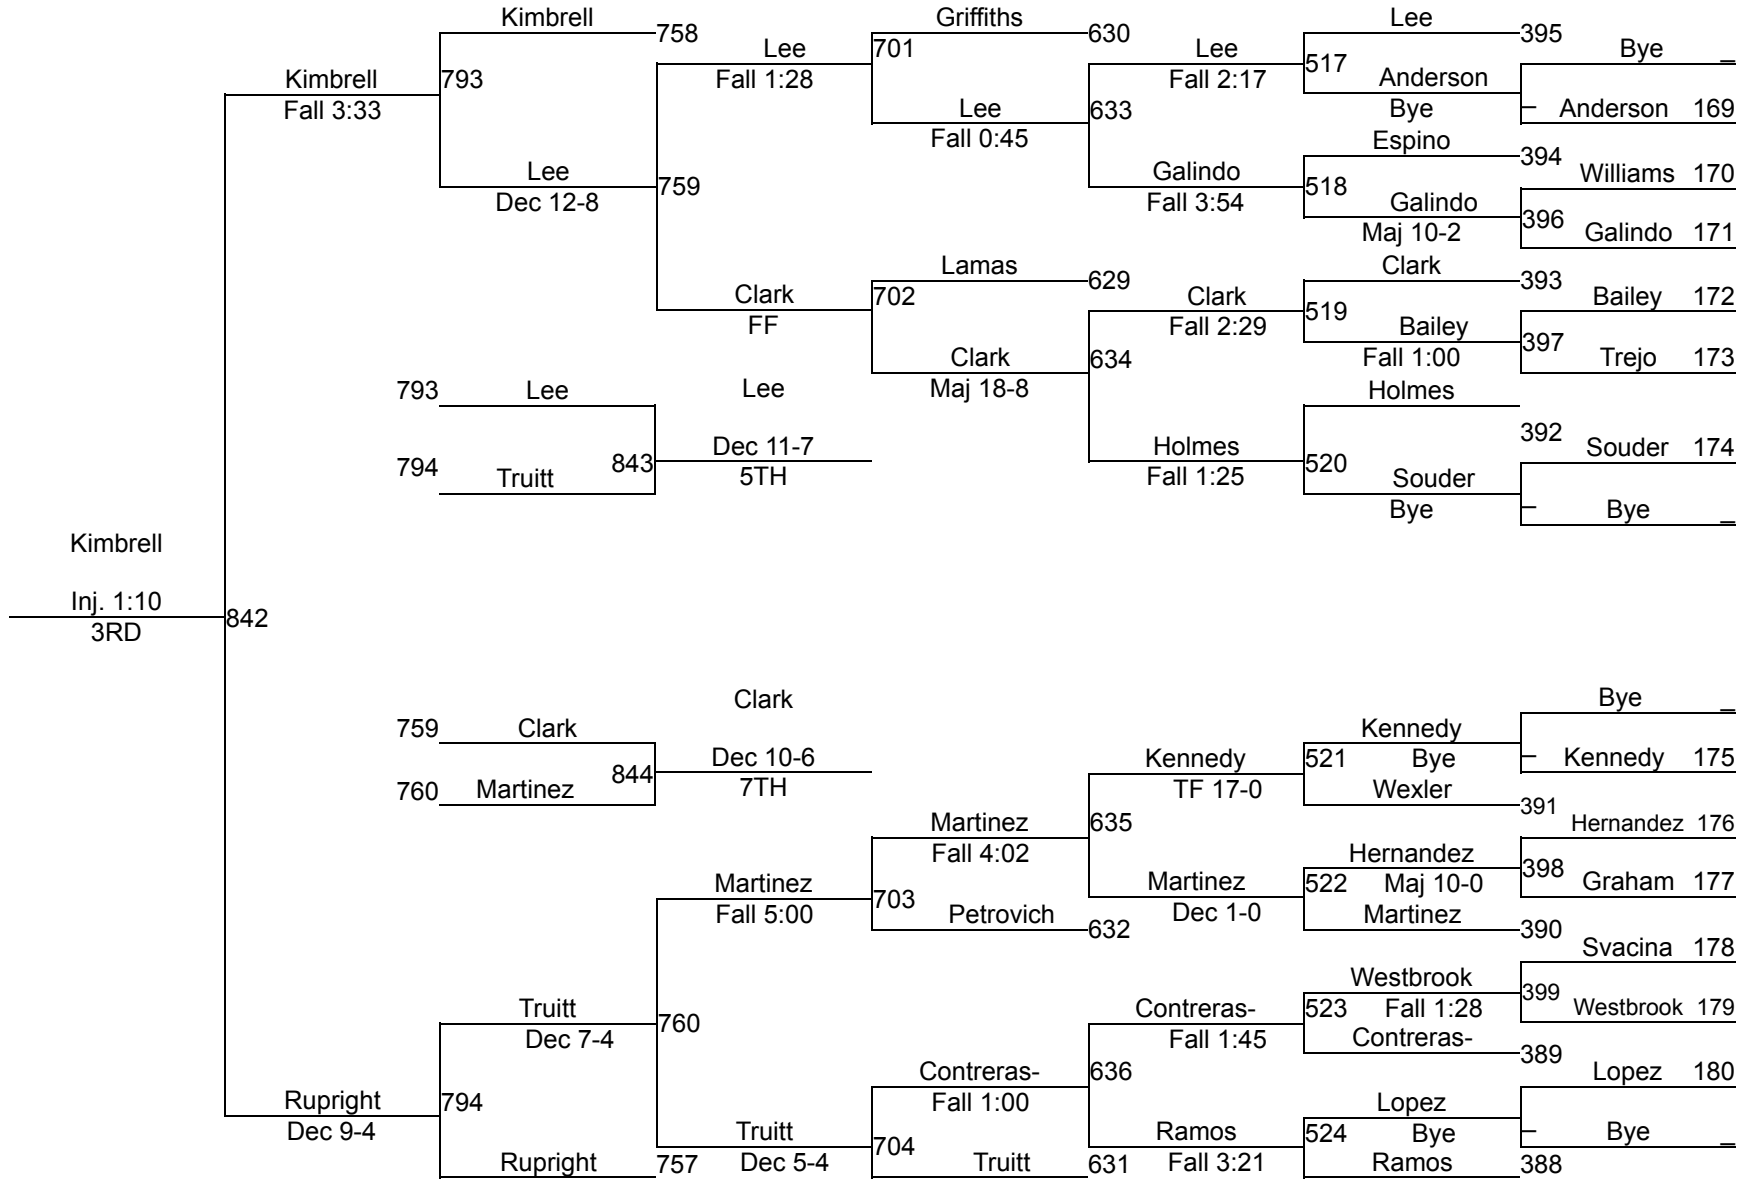 Kimbrell Griffiths Lee
758 630 395
Lee 701 Lee Bye _
Kimbrell 793 Fall 1:28 Fall 2:17 517 Anderson
Fall 3:33 Lee 633 Bye – Anderson 169
Fall 0:45 Espino 394
Lee 759 Galindo 518 Williams 170
Dec 12-8 Fall 3:54 Galindo 396
Maj 10-2 Galindo 171
Lamas 629 Clark 393
Clark 702 Clark 519 Bailey 172
FF Fall 2:29 Bailey 397
Clark 634 Fall 1:00 Trejo 173
793 Lee Lee Maj 18-8 Holmes
392
Dec 11-7 Holmes Souder 174
794 Truitt 843 5TH Fall 1:25 520 Souder
Bye – Bye _
Kimbrell
Inj. 1:10
842
3RD
Clark Bye _
759 Clark Kennedy
Dec 10-6 Kennedy 521 Bye – Kennedy 175
760 Martinez 844 7TH TF 17-0 Wexler 391
Martinez 635 Hernandez 176
Fall 4:02 Hernandez 398
Martinez Martinez 522 Maj 10-0 Graham 177
Fall 5:00 703 Petrovich 632 Dec 1-0 Martinez 390
Svacina 178
Westbrook 399
Truitt 760 Contreras- 523 Fall 1:28 Westbrook 179
Dec 7-4 Fall 1:45 Contreras- 389
Contreras- 636 Lopez 180
Rupright 794 Fall 1:00 Lopez
Dec 9-4 Truitt 704 Ramos 524 Bye – Bye _
Rupright 757 Dec 5-4 Truitt 631 Fall 3:21 Ramos 388